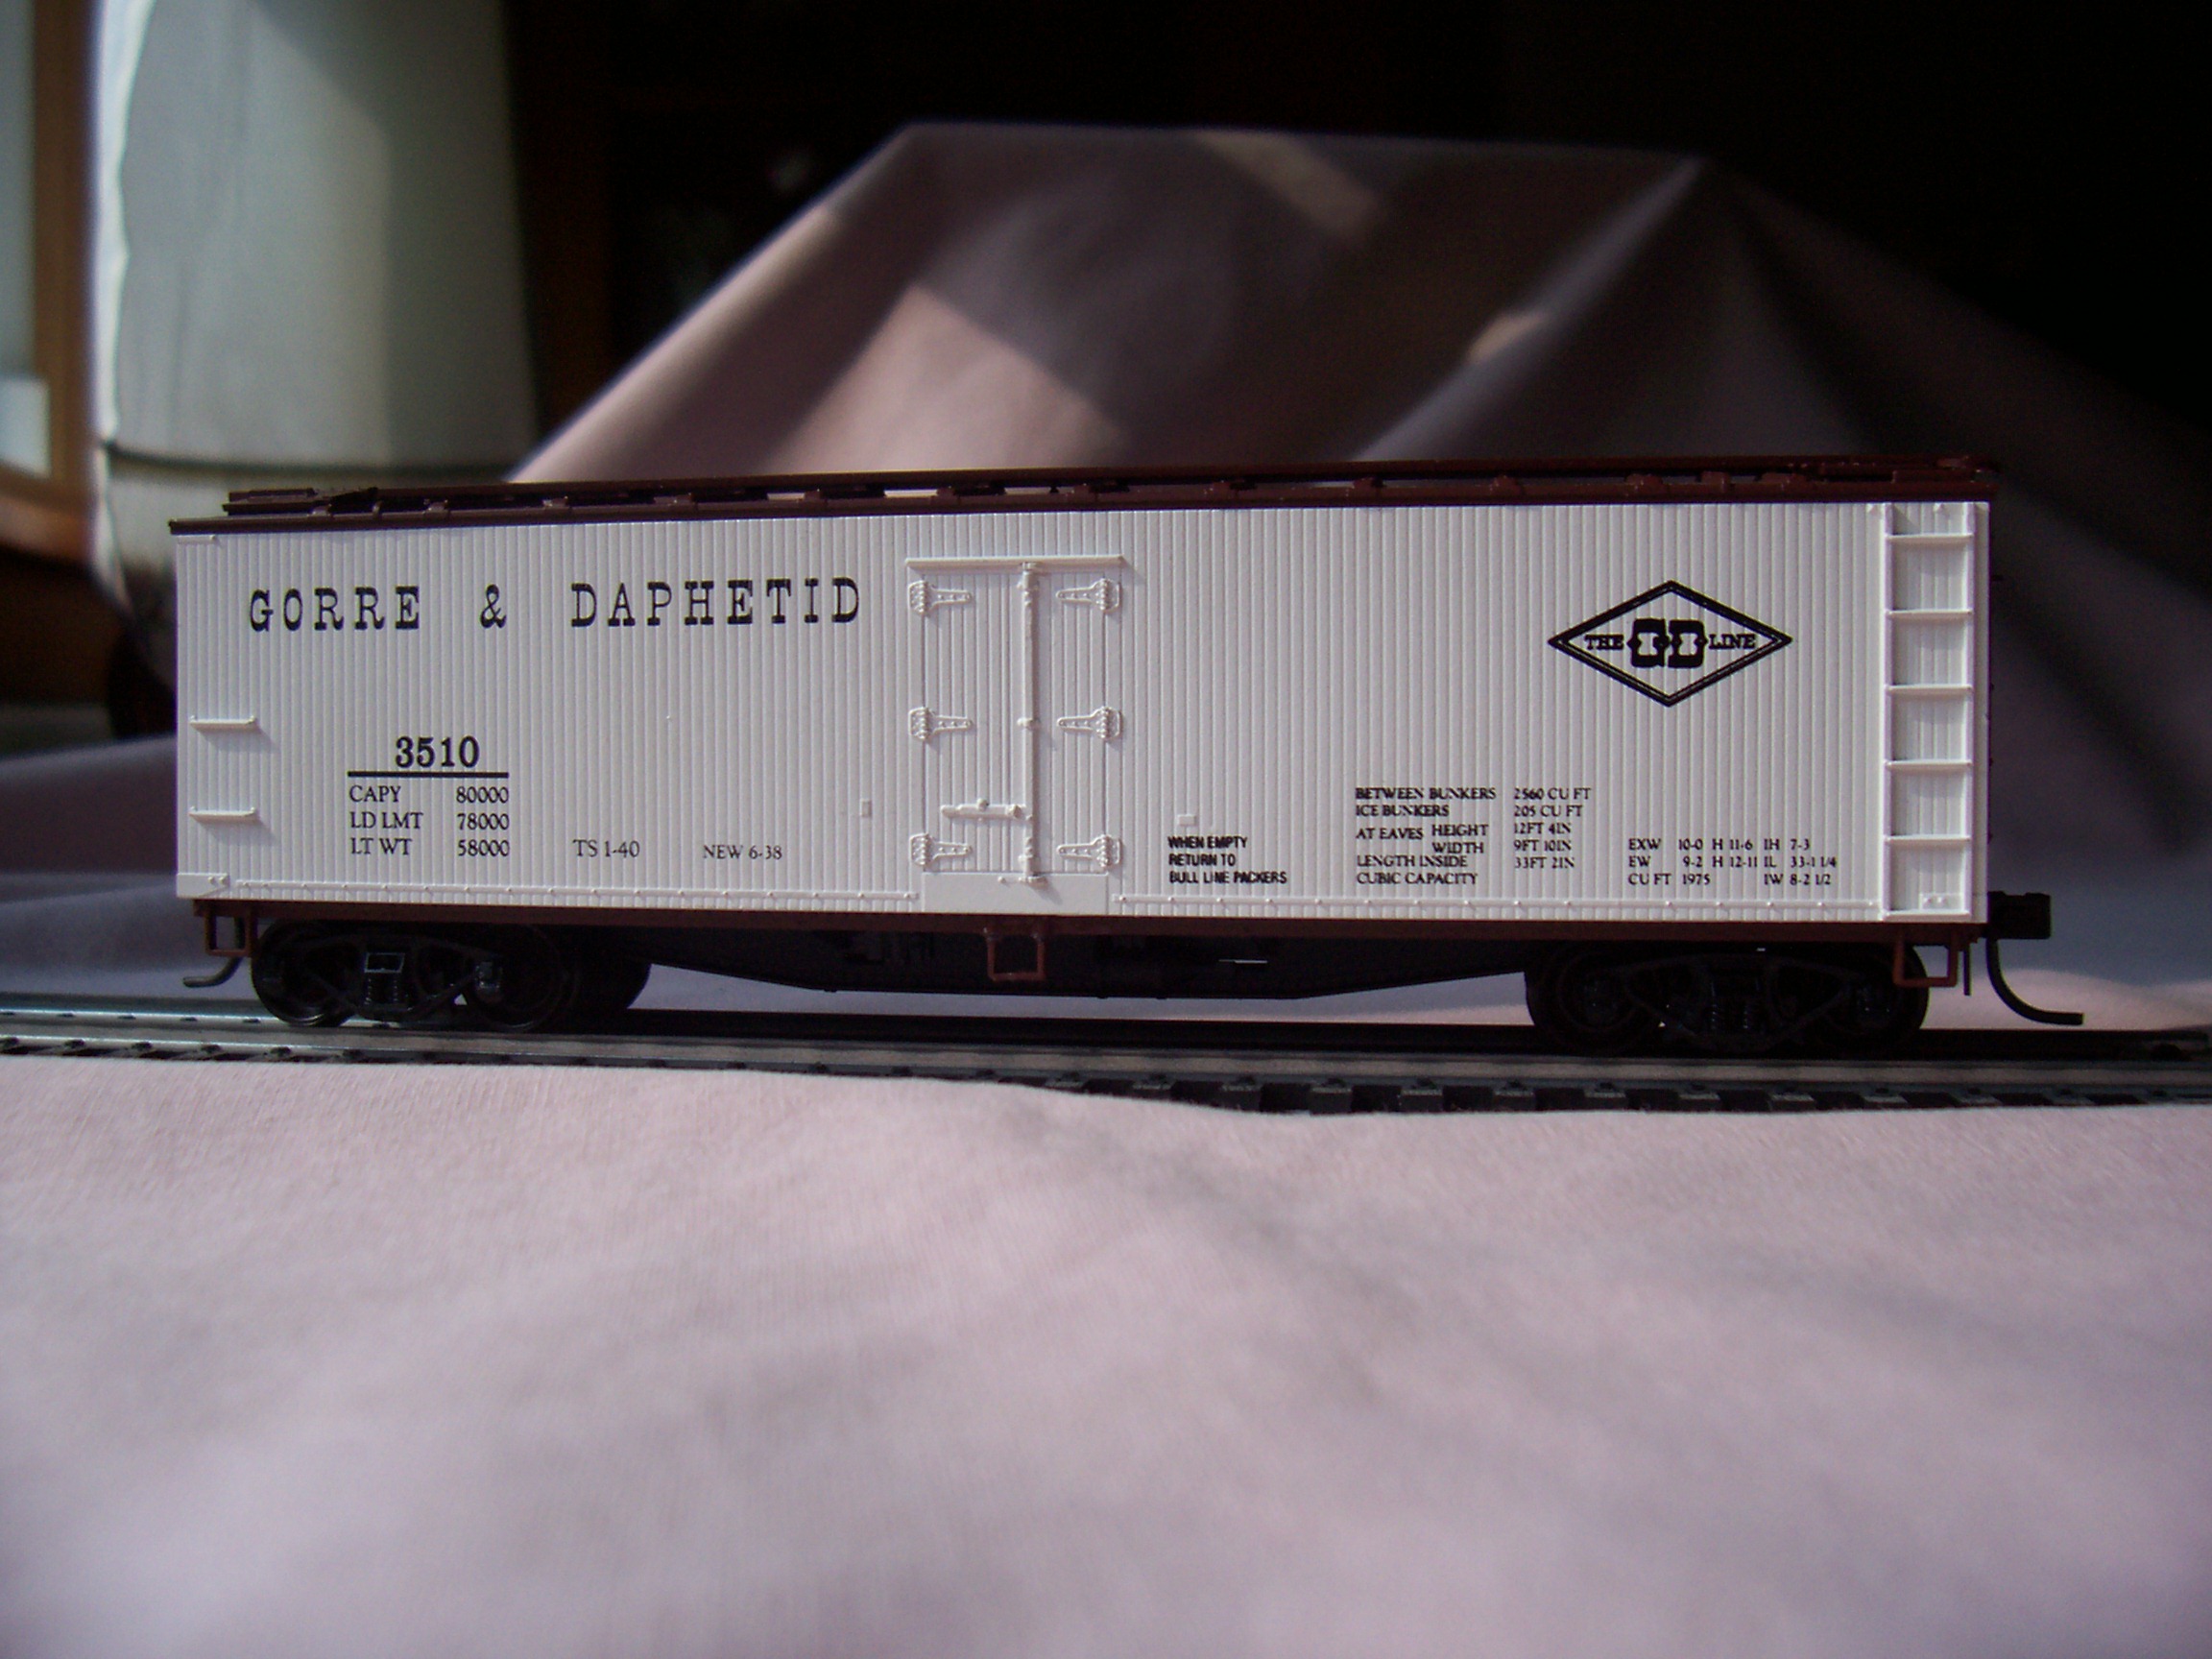 GORRE & DAPHETID
THE GD LINE
3510
CAPY 80000
LD LMT 78000
LT WT 58000
TS 1-40 NEW 6-38
WHEN EMPTY
RETURN TO
BULL LINE PACKERS
BETWEEN BUNKERS 2560 CU FT
ICE BUNKERS 205 CU FT
AT EAVES HEIGHT 12FT 4IN
WIDTH 9FT 10IN
LENGTH INSIDE 33FT 2IN
CUBIC CAPACITY
EXW 10-0 H 11-6 IH 7-3
EW 9-2 H 12-11 IL 33-1 1/4
CU FT 1975 IW 8-2 1/2